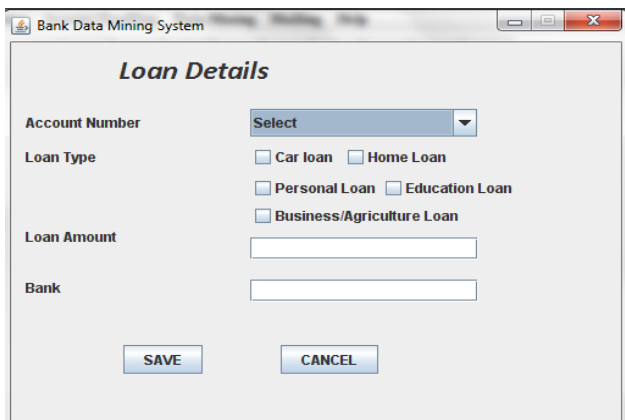 Bank Data Mining System
Loan Details
Account Number Select
Loan Type Car loan Home Loan
Personal Loan Education Loan
Business/Agriculture Loan
Loan Amount
Bank
SAVE CANCEL